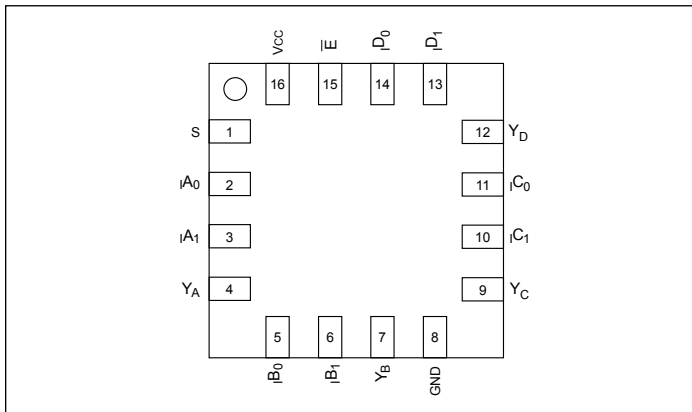 VCC E̅ ID0 ID1
16 15 14 13
S 1 12 YD
IA0 2 11 IC0
IA1 3 10 IC1
YA 4 9 YC
5 6 7 8
IB0 IB1 YB GND